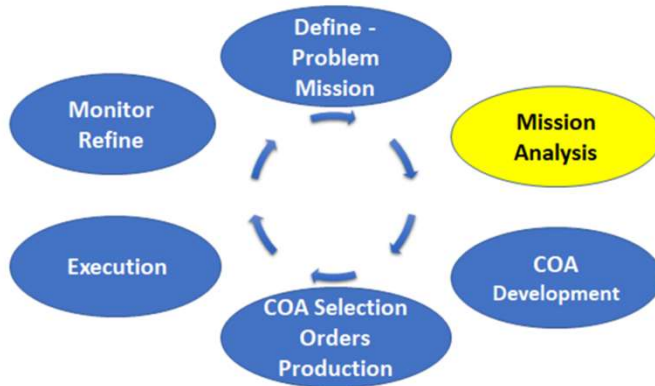 Define -
Problem
Mission
Mission
Analysis
COA
Development
COA Selection
Orders
Production
Execution
Monitor
Refine